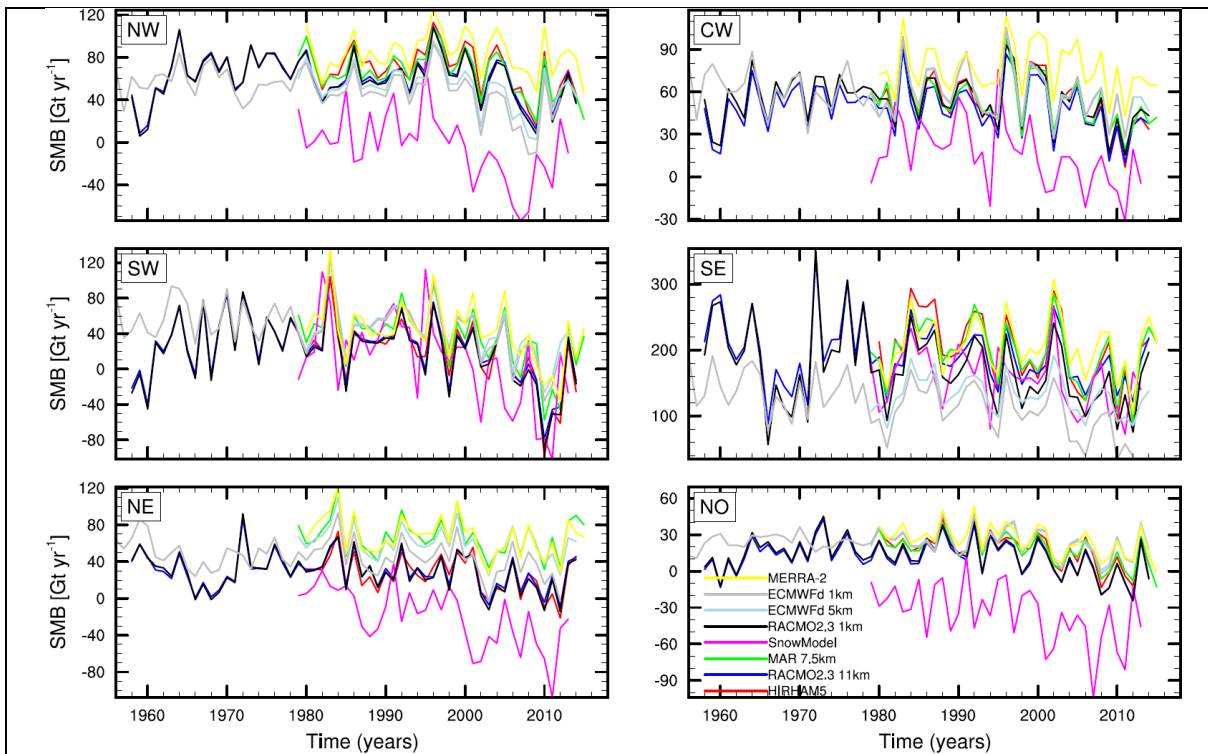 NW
SMB [Gt yr-1]
120
80
40
0
-40
CW
90
60
30
0
-30
SW
SMB [Gt yr-1]
120
80
40
0
-40
-80
SE
300
200
100
NE
SMB [Gt yr-1]
120
80
40
0
-40
-80
1960 1970 1980 1990 2000 2010
Time (years)
NO
60
30
0
-30
-60
-90
MERRA-2
ECMWFd 1km
ECMWFd 5km
RACMO2.3 1km
SnowModel
MAR 7.5km
RACMO2.3 11km
HIRHAM5
1960 1970 1980 1990 2000 2010
Time (years)